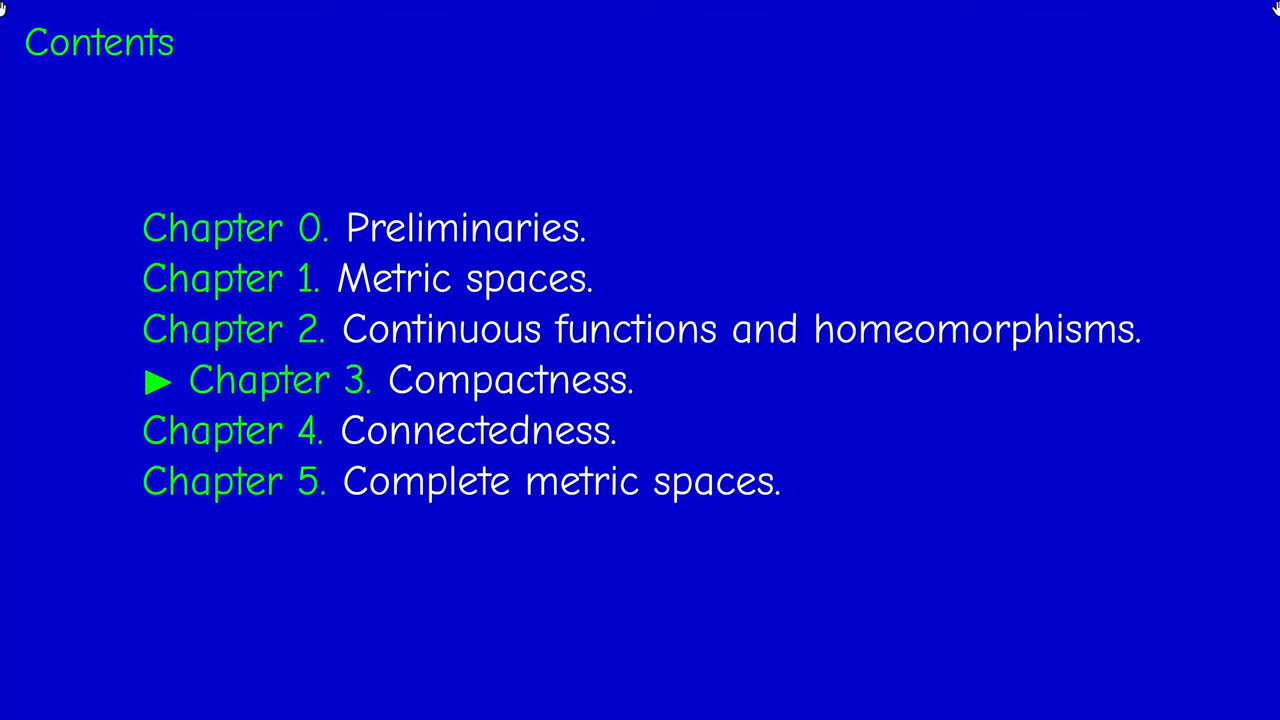 Contents
Chapter 0. Preliminaries.
Chapter 1. Metric spaces.
Chapter 2. Continuous functions and homeomorphisms.
▶ Chapter 3. Compactness.
Chapter 4. Connectedness.
Chapter 5. Complete metric spaces.